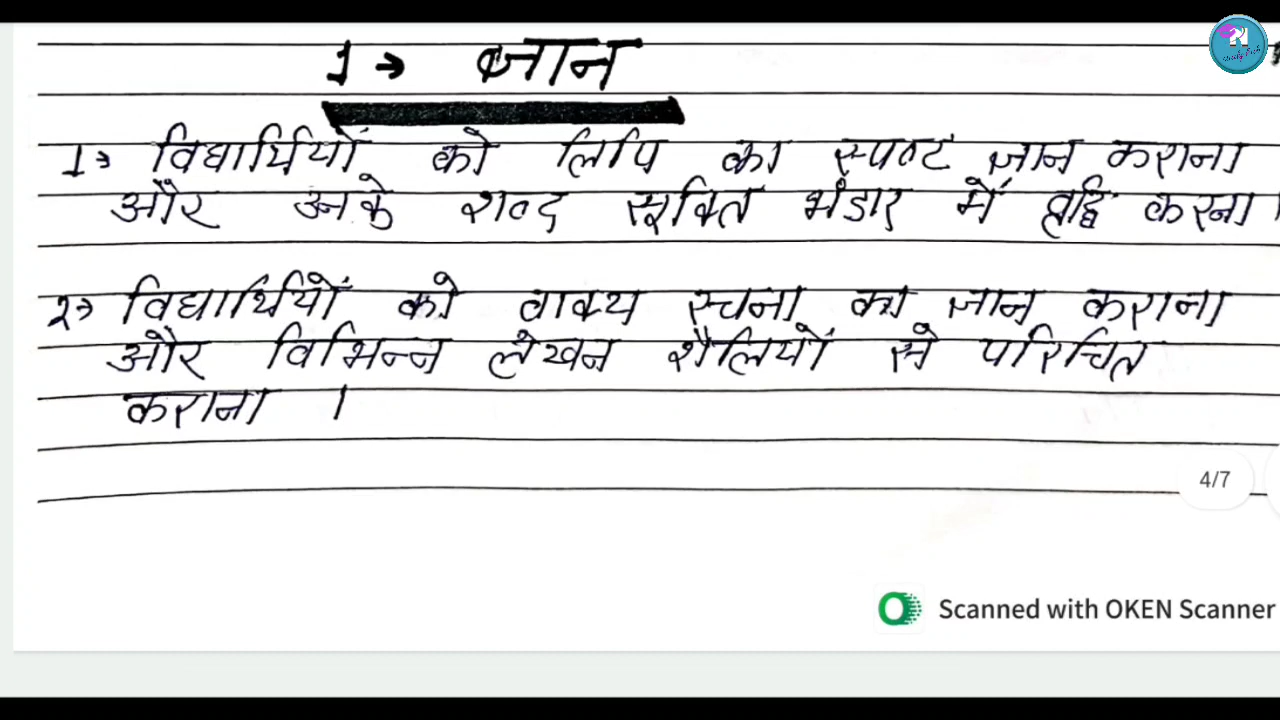 1 → ज्ञान
1→ विद्यार्थियों को लिपि का स्पष्ट ज्ञान कराना
और उनके शब्द सूक्ति भंडार में वृद्धि करना ।
2→ विद्यार्थियों को वाक्य रचना का ज्ञान कराना
और विभिन्न लेखन शैलियों से परिचित
कराना ।
4/7
Scanned with OKEN Scanner